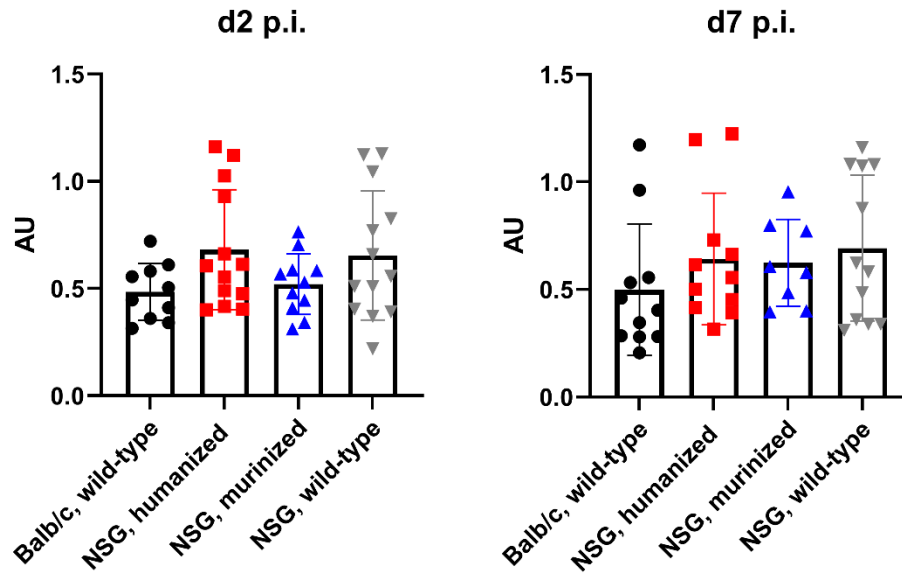 d2 p.i.
AU
1.5
1.0
0.5
0.0
Balb/c, wild-type
NSG, humanized
NSG, murinized
NSG, wild-type
d7 p.i.
AU
1.5
1.0
0.5
0.0
Balb/c, wild-type
NSG, humanized
NSG, murinized
NSG, wild-type